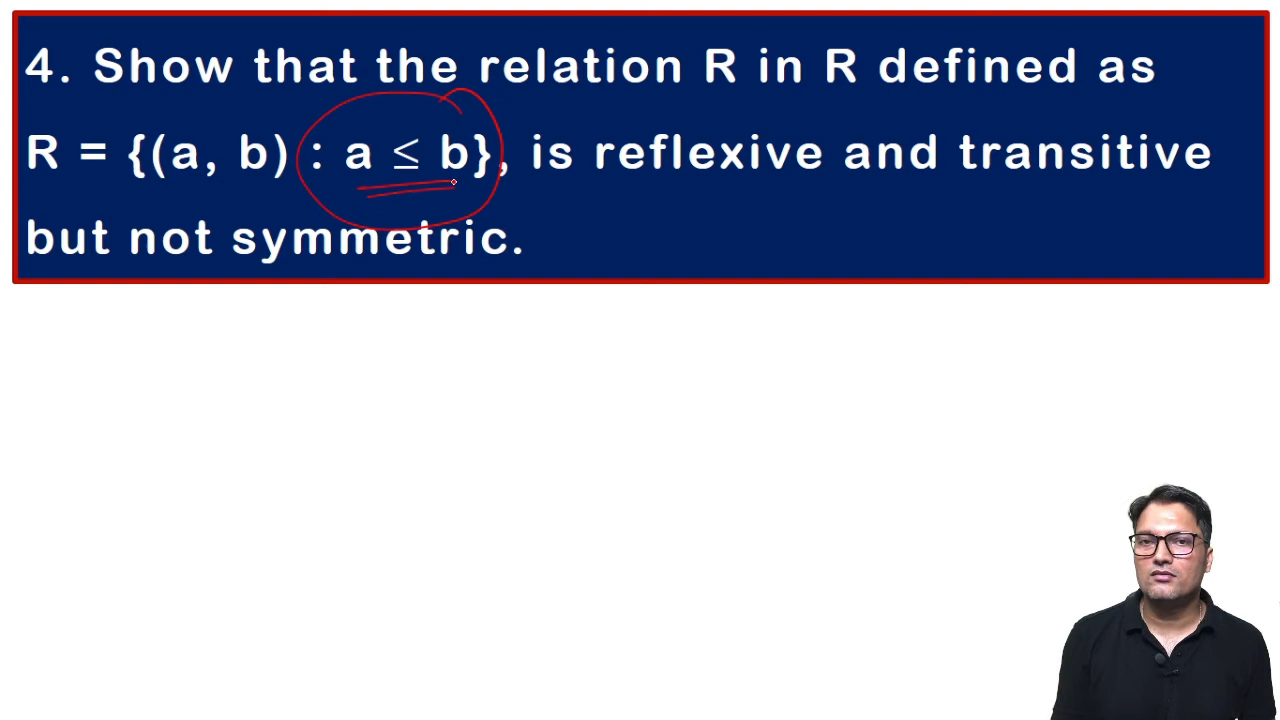 4. Show that the relation R in R defined as
R = {(a, b) : a ≤ b}, is reflexive and transitive
but not symmetric.